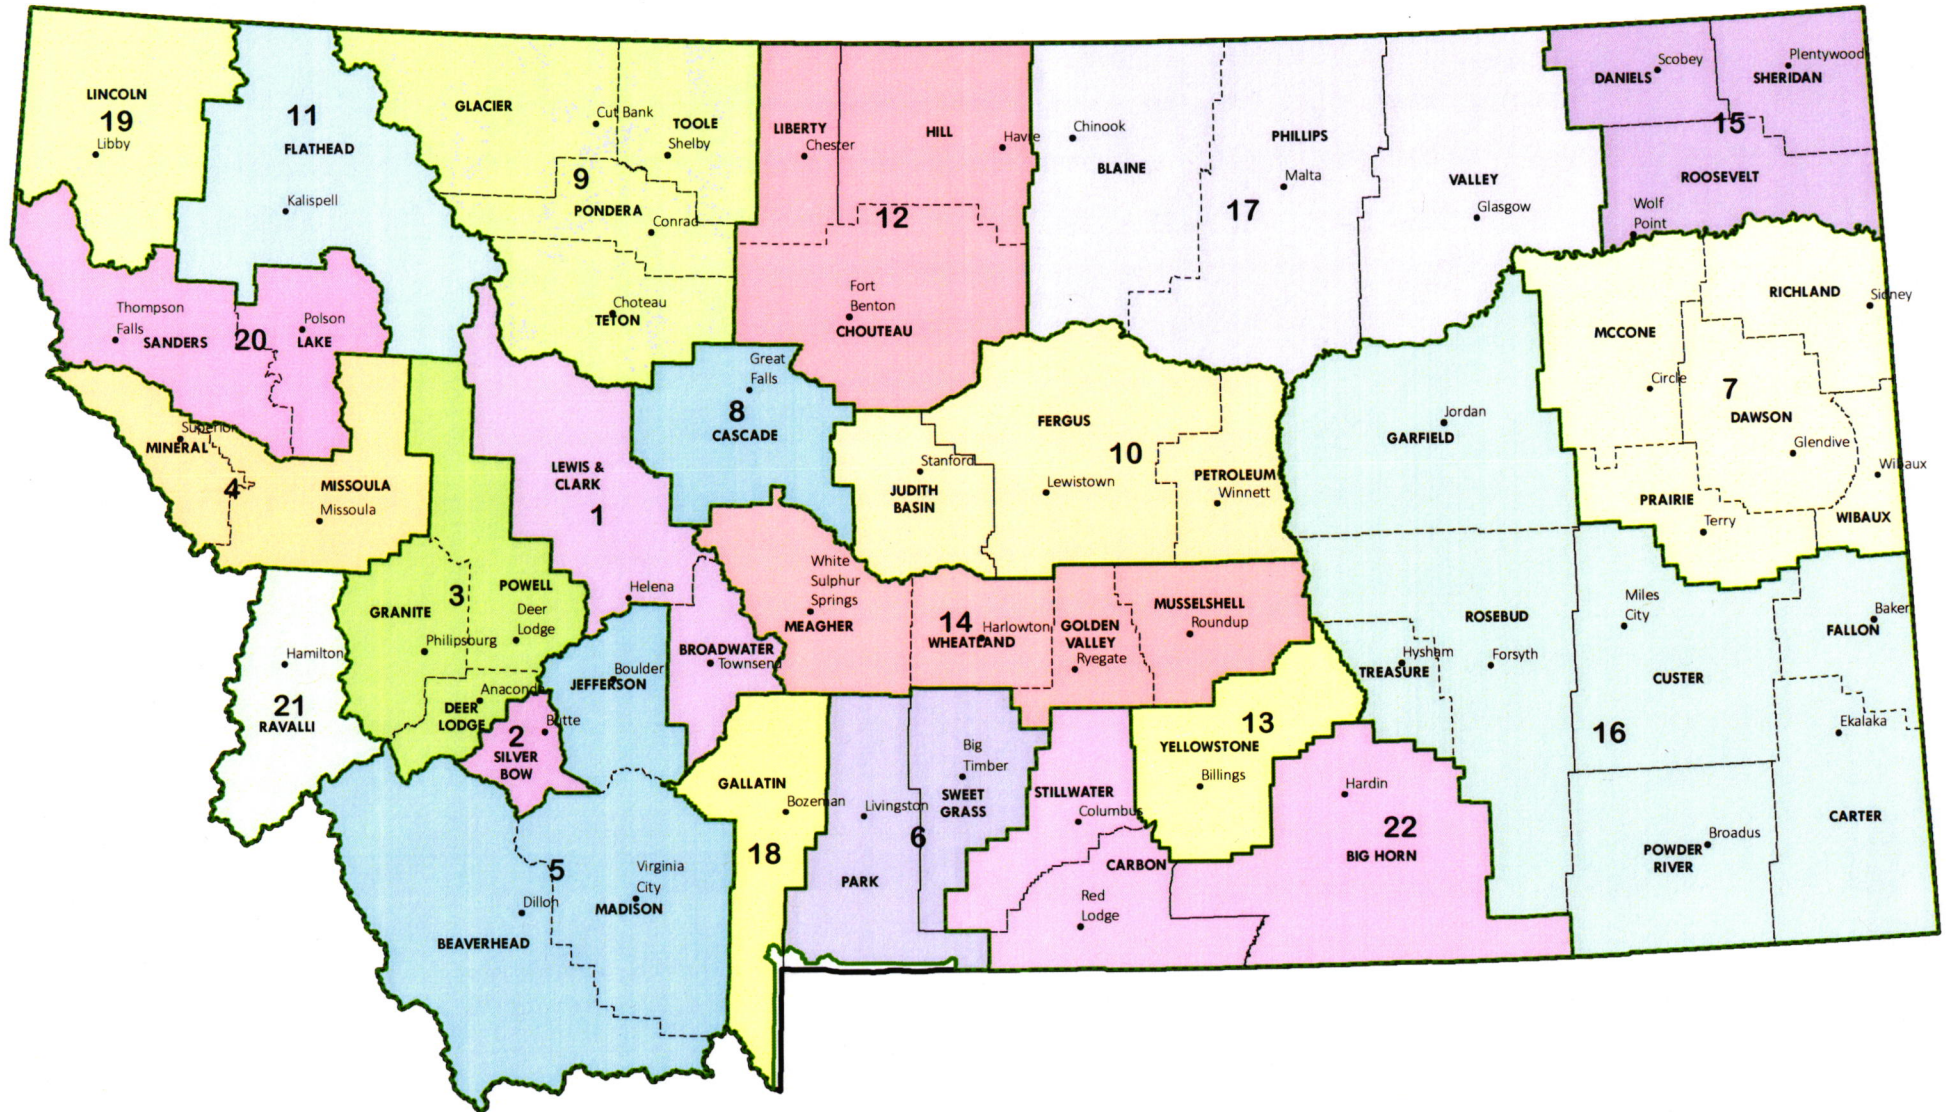 LINCOLN
19
Libby
11
FLATHEAD
Kalispell
GLACIER
Cut Bank
TOOLE
Shelby
9
PONDERA
Conrad
Choteau
TETON
LIBERTY
Chester
HILL
Havre
12
Fort
Benton
CHOUTEAU
Chinook
BLAINE
PHILLIPS
Malta
17
VALLEY
Glasgow
DANIELS
Scobey
Plentywood
SHERIDAN
15
ROOSEVELT
Wolf
Point
Thompson
Falls
SANDERS
20
Polson
LAKE
Superior
MINERAL
4
MISSOULA
Missoula
LEWIS &
CLARK
1
Helena
Great
Falls
8
CASCADE
FERGUS
10
Stanford
JUDITH
BASIN
Lewistown
PETROLEUM
Winnett
Jordan
GARFIELD
RICHLAND
Sidney
MCCONE
Circle
7
DAWSON
Glendive
Wibaux
WIBAUX
PRAIRIE
Terry
3
POWELL
GRANITE
Deer
Lodge
Philipsburg
Hamilton
21
RAVALLI
Anaconda
DEER
LODGE
Butte
2
SILVER
BOW
Boulder
JEFFERSON
BROADWATER
Townsend
White
Sulphur
Springs
MEAGHER
14
Harlowton
WHEATLAND
GOLDEN
VALLEY
Ryegate
MUSSELSHELL
Roundup
ROSEBUD
Hysham
TREASURE
Forsyth
Miles
City
CUSTER
Baker
FALLON
16
Ekalaka
CARTER
Broadus
POWDER
RIVER
13
YELLOWSTONE
Billings
Hardin
22
BIG HORN
STILLWATER
Columbus
CARBON
Red
Lodge
Big
Timber
SWEET
GRASS
Livingston
6
PARK
GALLATIN
Bozeman
18
5
Virginia
City
MADISON
Dillon
BEAVERHEAD